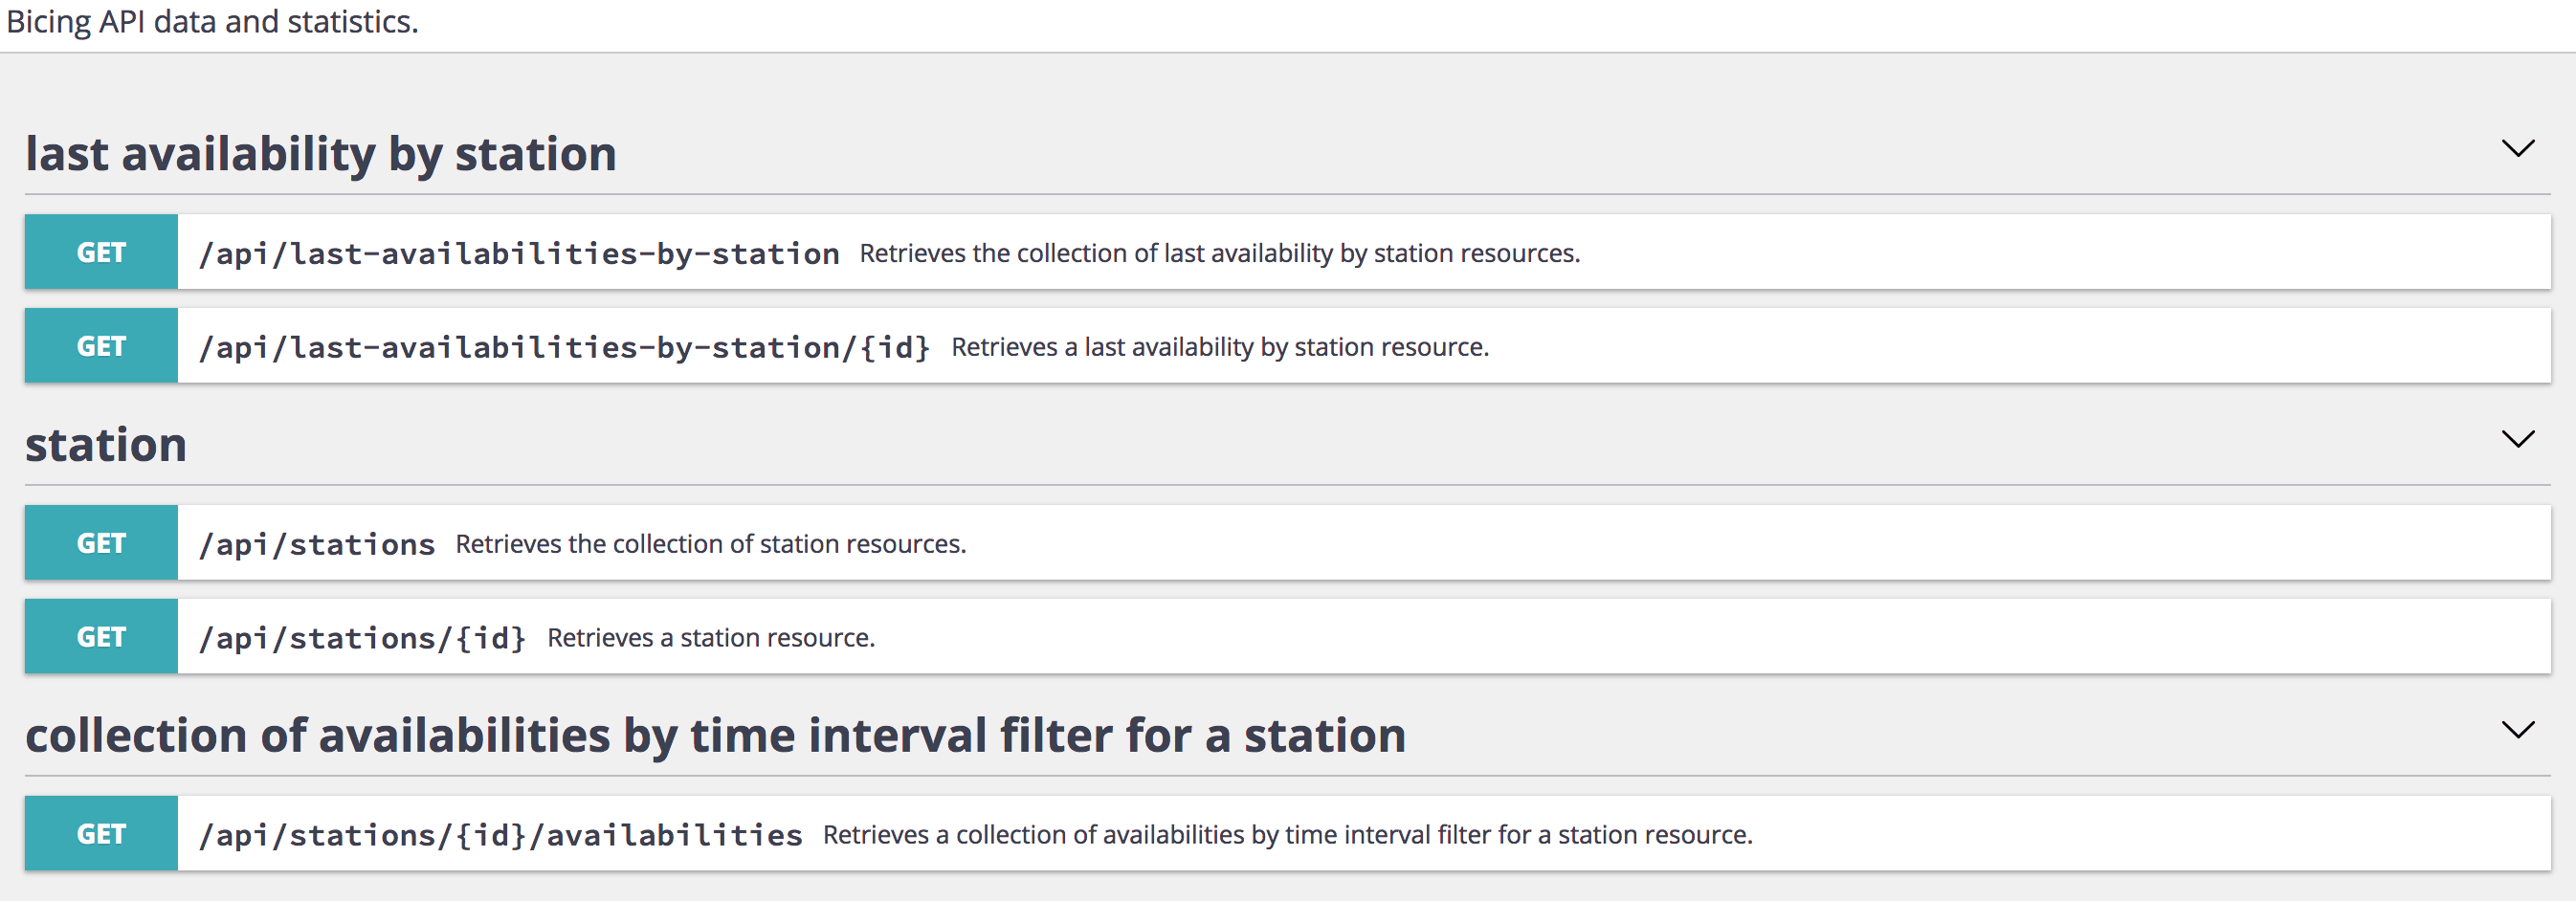 Bicing API data and statistics.
last availability by station
GET /api/last-availabilities-by-station Retrieves the collection of last availability by station resources.
GET /api/last-availabilities-by-station/{id} Retrieves a last availability by station resource.
station
GET /api/stations Retrieves the collection of station resources.
GET /api/stations/{id} Retrieves a station resource.
collection of availabilities by time interval filter for a station
GET /api/stations/{id}/availabilities Retrieves a collection of availabilities by time interval filter for a station resource.